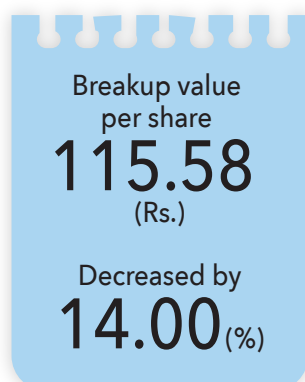 Breakup value
per share
115.58
(Rs.)
Decreased by
14.00(%)